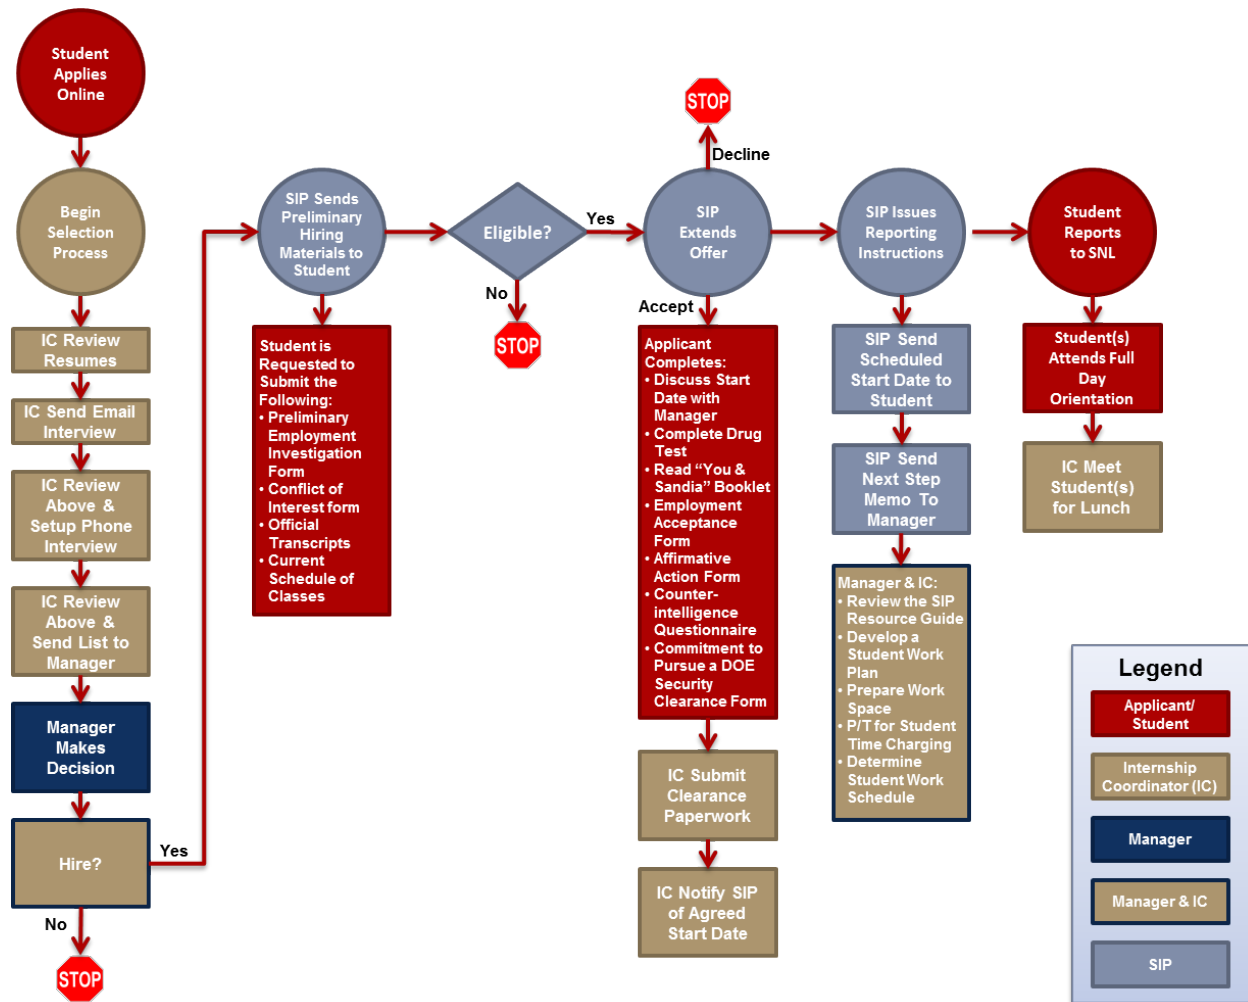 Student
Applies
Online
Begin
Selection
Process
IC Review
Resumes
IC Send Email
Interview
IC Review
Above &
Setup Phone
Interview
IC Review
Above &
Send List to
Manager
Manager
Makes
Decision
Hire?
Yes
No
STOP
SIP Sends
Preliminary
Hiring
Materials to
Student
Student is
Requested to
Submit the
Following:
• Preliminary
Employment
Investigation
Form
• Conflict of
Interest form
• Official
Transcripts
• Current
Schedule of
Classes
Eligible?
Yes
No
STOP
STOP
Decline
SIP
Extends
Offer
Accept
Applicant
Completes:
• Discuss Start
Date with
Manager
• Complete Drug
Test
• Read “You &
Sandia” Booklet
• Employment
Acceptance
Form
• Affirmative
Action Form
• Counter-
intelligence
Questionnaire
• Commitment to
Pursue a DOE
Security
Clearance Form
IC Submit
Clearance
Paperwork
IC Notify SIP
of Agreed
Start Date
SIP Issues
Reporting
Instructions
SIP Send
Scheduled
Start Date to
Student
SIP Send
Next Step
Memo To
Manager
Manager & IC:
• Review the SIP
Resource Guide
• Develop a
Student Work
Plan
• Prepare Work
Space
• P/T for Student
Time Charging
• Determine
Student Work
Schedule
Student
Reports
to SNL
Student(s)
Attends Full
Day
Orientation
IC Meet
Student(s)
for Lunch
Legend
Applicant/
Student
Internship
Coordinator (IC)
Manager
Manager & IC
SIP